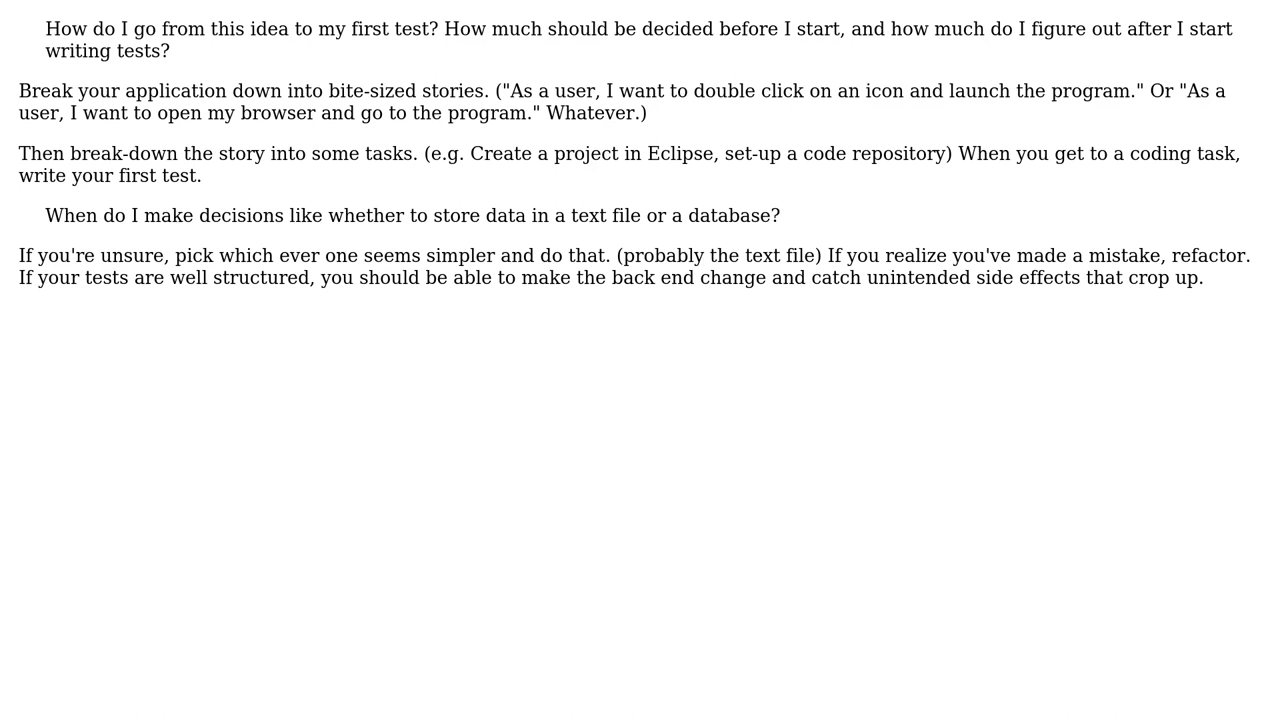 How do I go from this idea to my first test? How much should be decided before I start, and how much do I figure out after I start
writing tests?
Break your application down into bite-sized stories. ("As a user, I want to double click on an icon and launch the program." Or "As a
user, I want to open my browser and go to the program." Whatever.)
Then break-down the story into some tasks. (e.g. Create a project in Eclipse, set-up a code repository) When you get to a coding task,
write your first test.
When do I make decisions like whether to store data in a text file or a database?
If you're unsure, pick which ever one seems simpler and do that. (probably the text file) If you realize you've made a mistake, refactor.
If your tests are well structured, you should be able to make the back end change and catch unintended side effects that crop up.